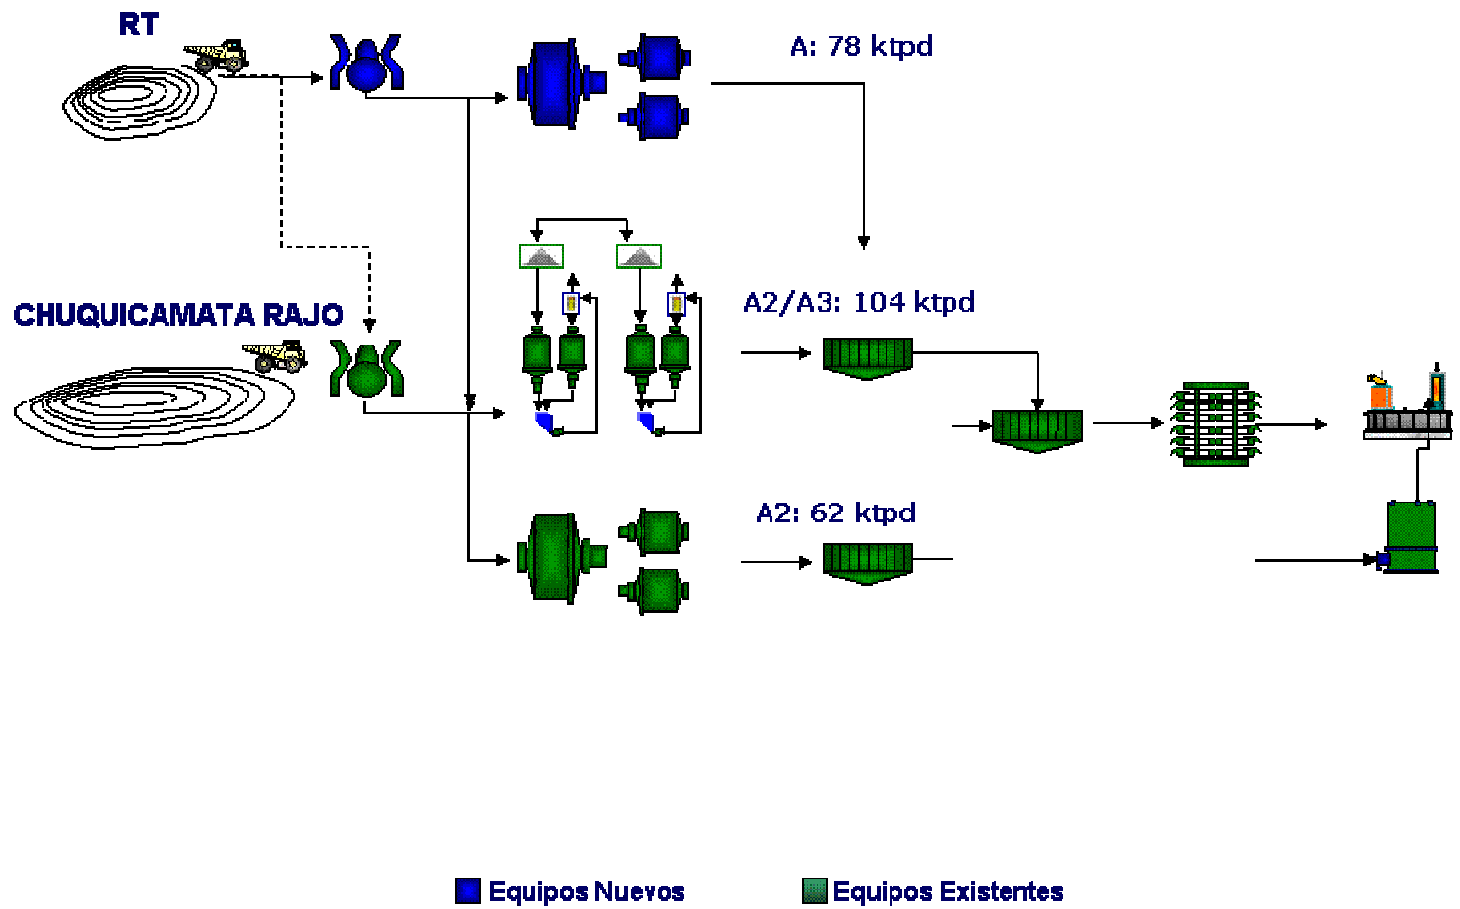 RT
A: 78 ktpd
A2/A3: 104 ktpd
CHUQUICAMATA RAJO
A2: 62 ktpd
Equipos Nuevos
Equipos Existentes